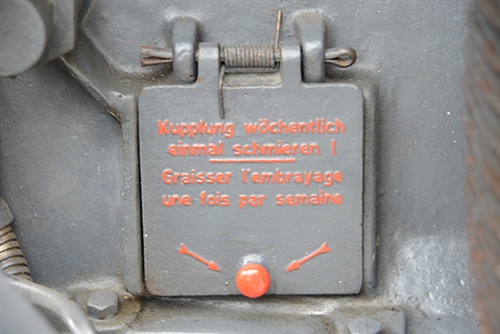 Kupplung wöchentlich
einmal schmieren !
Graisser l'embrayage
une fois par semaine